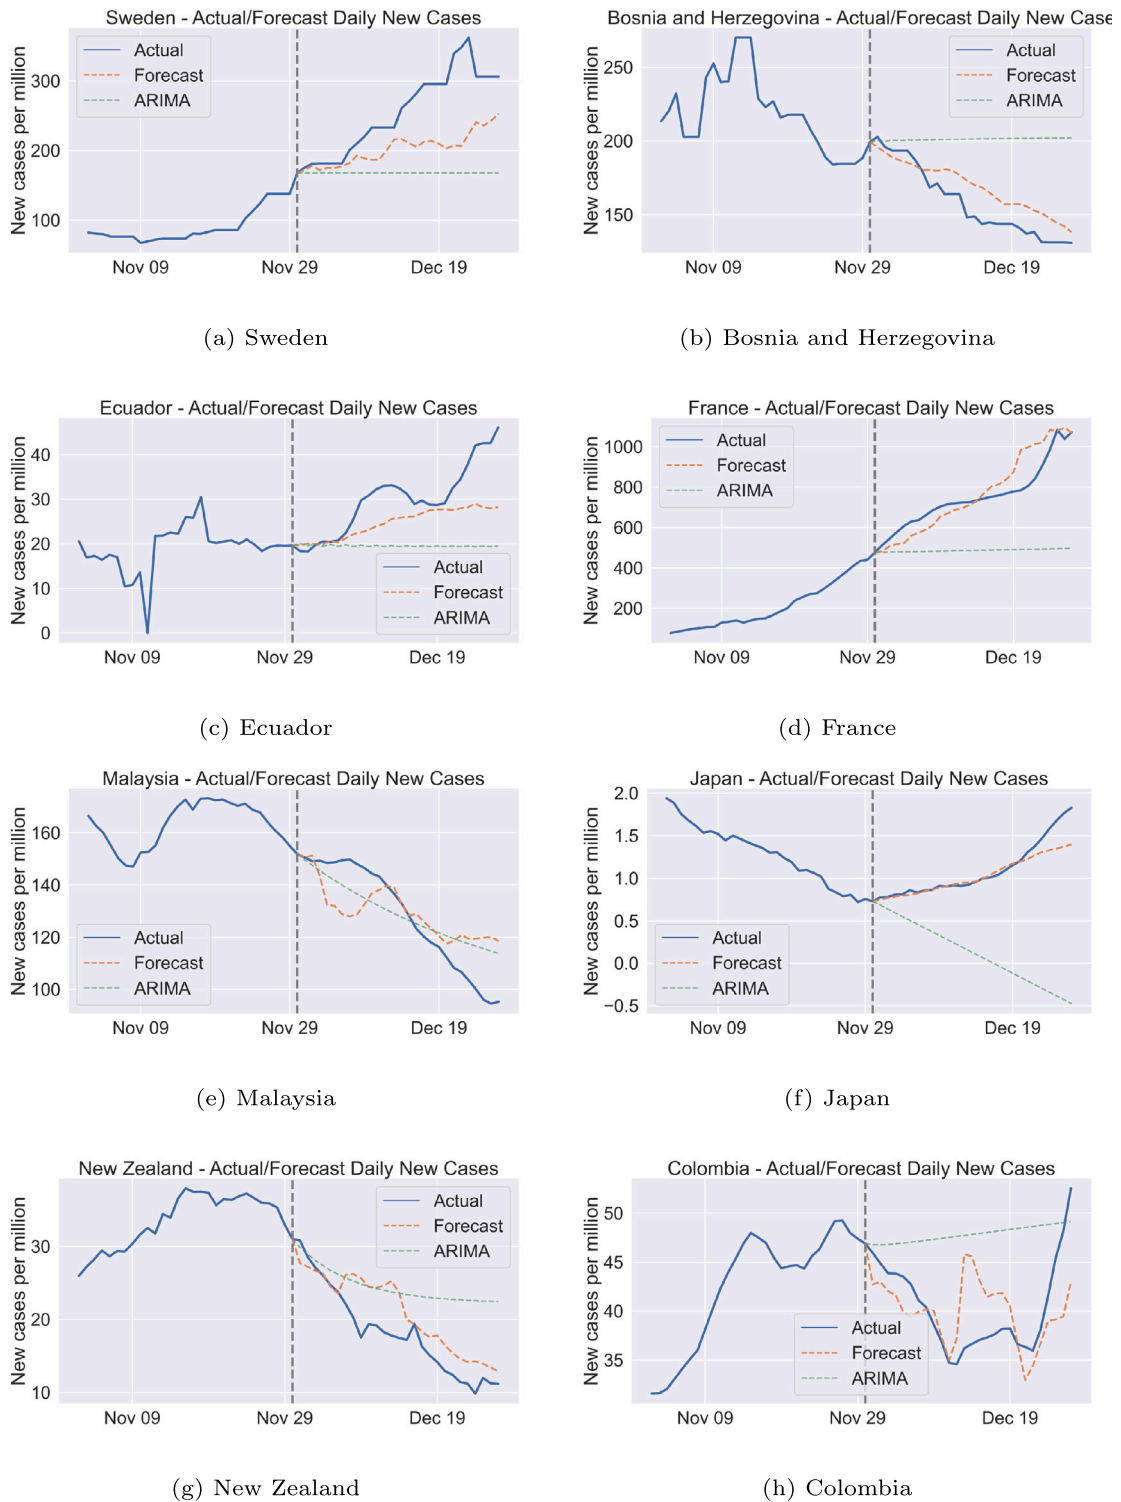 Sweden - Actual/Forecast Daily New Cases
New cases per million
300
200
100
Actual
Forecast
ARIMA
Nov 09
Nov 29
Dec 19
(a) Sweden
Bosnia and Herzegovina - Actual/Forecast Daily New Case
New cases per million
250
200
150
Actual
Forecast
ARIMA
Nov 09
Nov 29
Dec 19
(b) Bosnia and Herzegovina
Ecuador - Actual/Forecast Daily New Cases
New cases per million
40
30
20
10
0
Actual
Forecast
ARIMA
Nov 09
Nov 29
Dec 19
(c) Ecuador
France - Actual/Forecast Daily New Cases
New cases per million
1000
800
600
400
200
Actual
Forecast
ARIMA
Nov 09
Nov 29
Dec 19
(d) France
Malaysia - Actual/Forecast Daily New Cases
New cases per million
160
140
120
100
Actual
Forecast
ARIMA
Nov 09
Nov 29
Dec 19
(e) Malaysia
Japan - Actual/Forecast Daily New Cases
New cases per million
2.0
1.5
1.0
0.5
0.0
−0.5
Actual
Forecast
ARIMA
Nov 09
Nov 29
Dec 19
(f) Japan
New Zealand - Actual/Forecast Daily New Cases
New cases per million
30
20
10
Actual
Forecast
ARIMA
Nov 09
Nov 29
Dec 19
(g) New Zealand
Colombia - Actual/Forecast Daily New Cases
New cases per million
50
45
40
35
Actual
Forecast
ARIMA
Nov 09
Nov 29
Dec 19
(h) Colombia